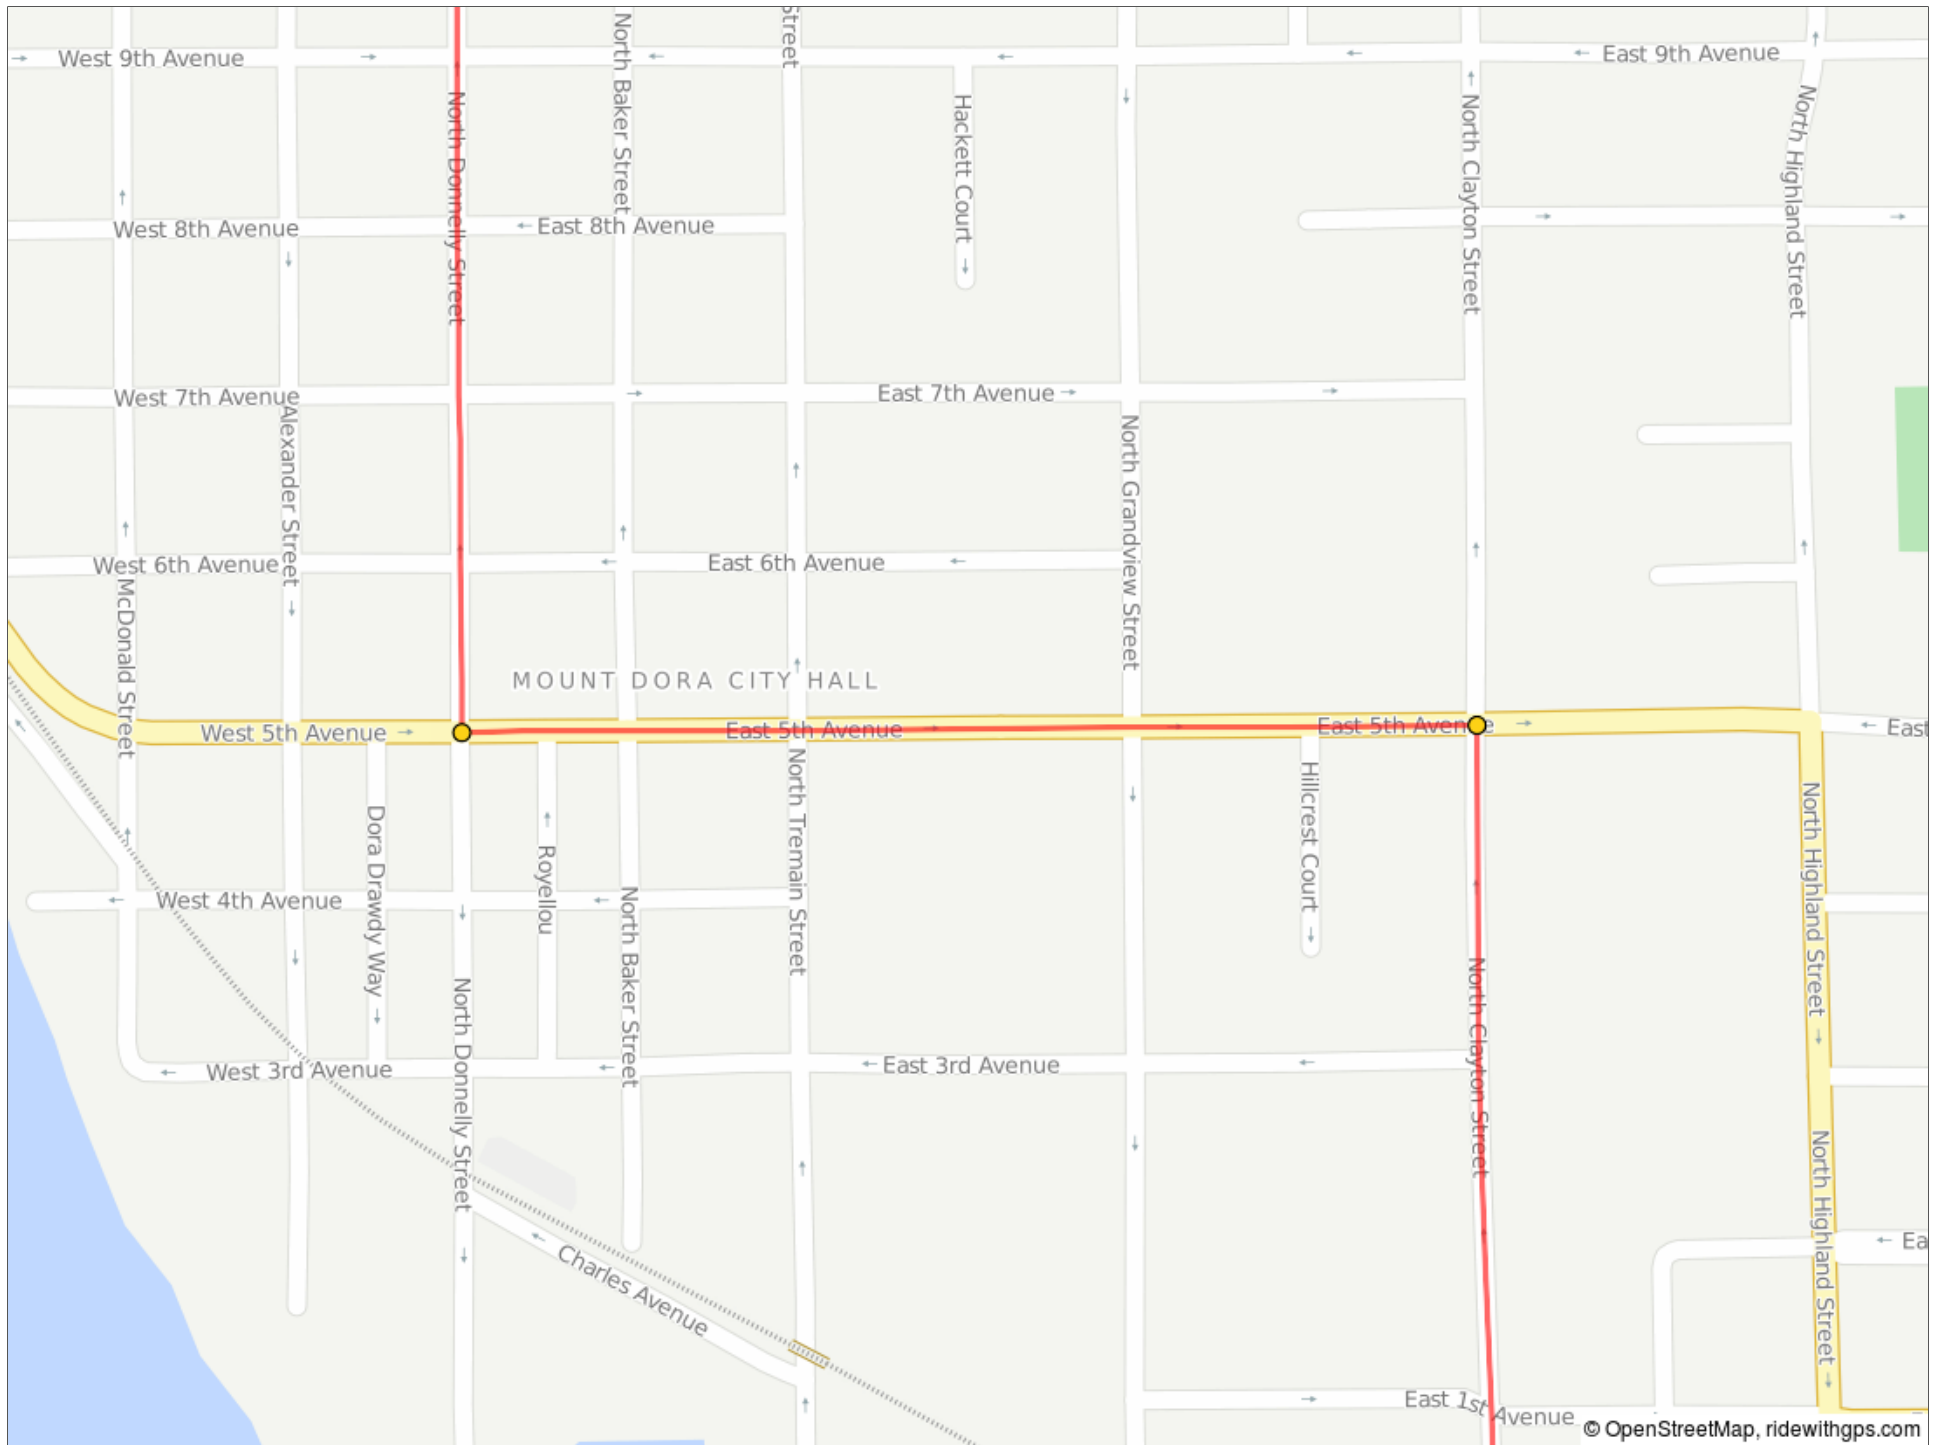 West 9th Avenue
East 9th Avenue
North Baker Street
Street
North Donnelly Street
Hackett Court
North Clayton Street
North Highland Street
West 8th Avenue
East 8th Avenue
West 7th Avenue
East 7th Avenue
Alexander Street
North Grandview Street
West 6th Avenue
East 6th Avenue
McDonald Street
MOUNT DORA CITY HALL
West 5th Avenue
East 5th Avenue
East 5th Avenue
East
North Tremain Street
Hillcrest Court
North Highland Street
Dora Drawdy Way
Royellou
West 4th Avenue
North Baker Street
North Donnelly Street
North Clayton Street
West 3rd Avenue
East 3rd Avenue
North Highland Street
Ea
Charles Avenue
East 1st Avenue
© OpenStreetMap, ridewithgps.com